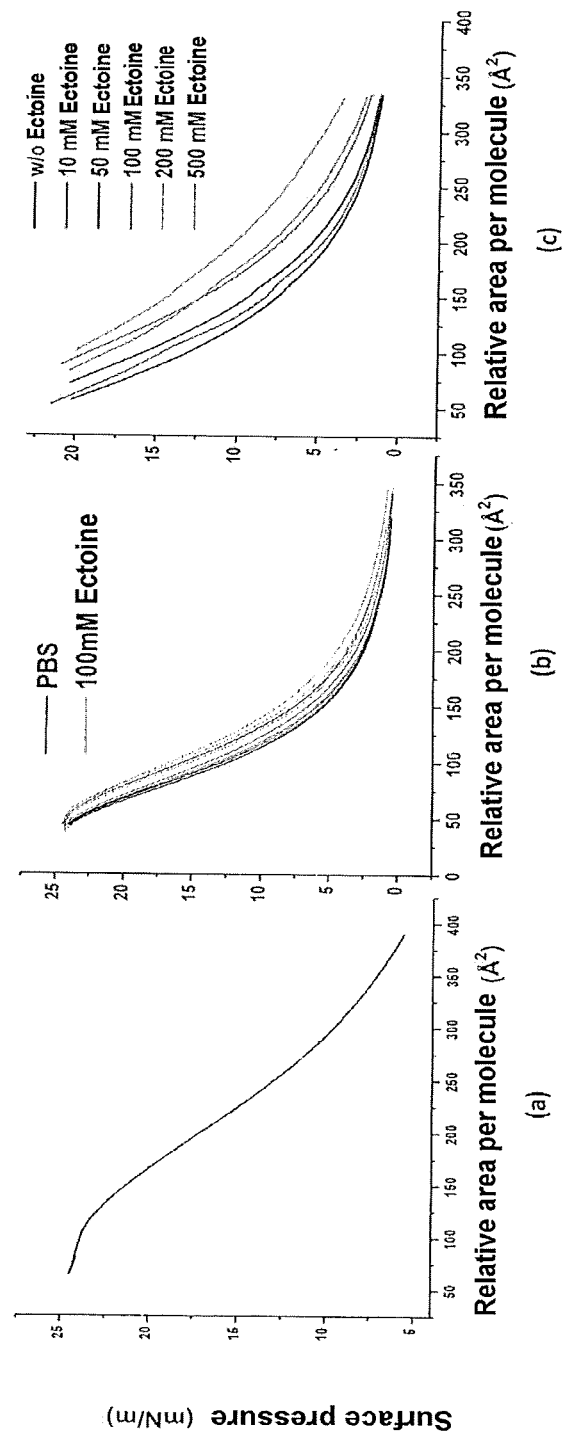 Surface pressure (mN/m)
25
20
15
10
5
50
100
150
200
250
300
350
400
Relative area per molecule (Å²)
(a)
PBS
100mM Ectoine
25
20
15
10
5
0
0
50
100
150
200
250
300
350
Relative area per molecule (Å²)
(b)
w/o Ectoine
10 mM Ectoine
50 mM Ectoine
100 mM Ectoine
200 mM Ectoine
500 mM Ectoine
20
15
10
5
0
50
100
150
200
250
300
350
400
Relative area per molecule (Å²)
(c)